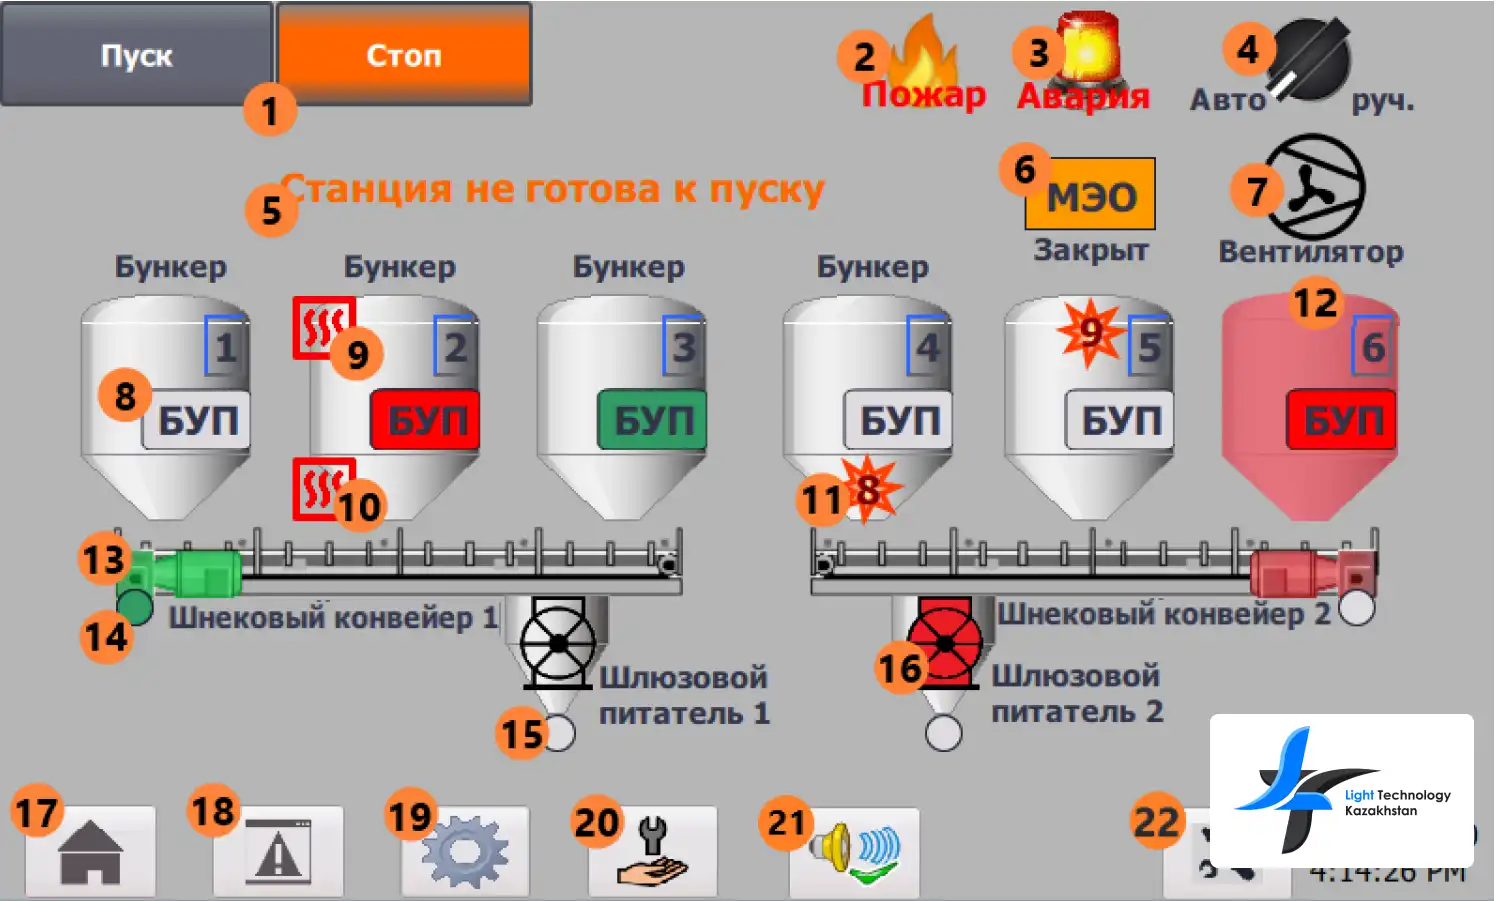 Пуск
Стоп
1
2
Пожар
3
Авария
4
Авто
руч.
5
Станция не готова к пуску
6
МЭО
Закрыт
7
Вентилятор
Бункер
Бункер
Бункер
Бункер
12
1
2
3
4
9
5
6
9
8
БУП
БУП
БУП
БУП
БУП
БУП
10
11
8
13
14
Шнековый конвейер 1
Шнековый конвейер 2
16
Шлюзовой
питатель 1
Шлюзовой
питатель 2
15
17
18
19
20
21
22
Light Technology
Kazakhstan
4:14:26 PM